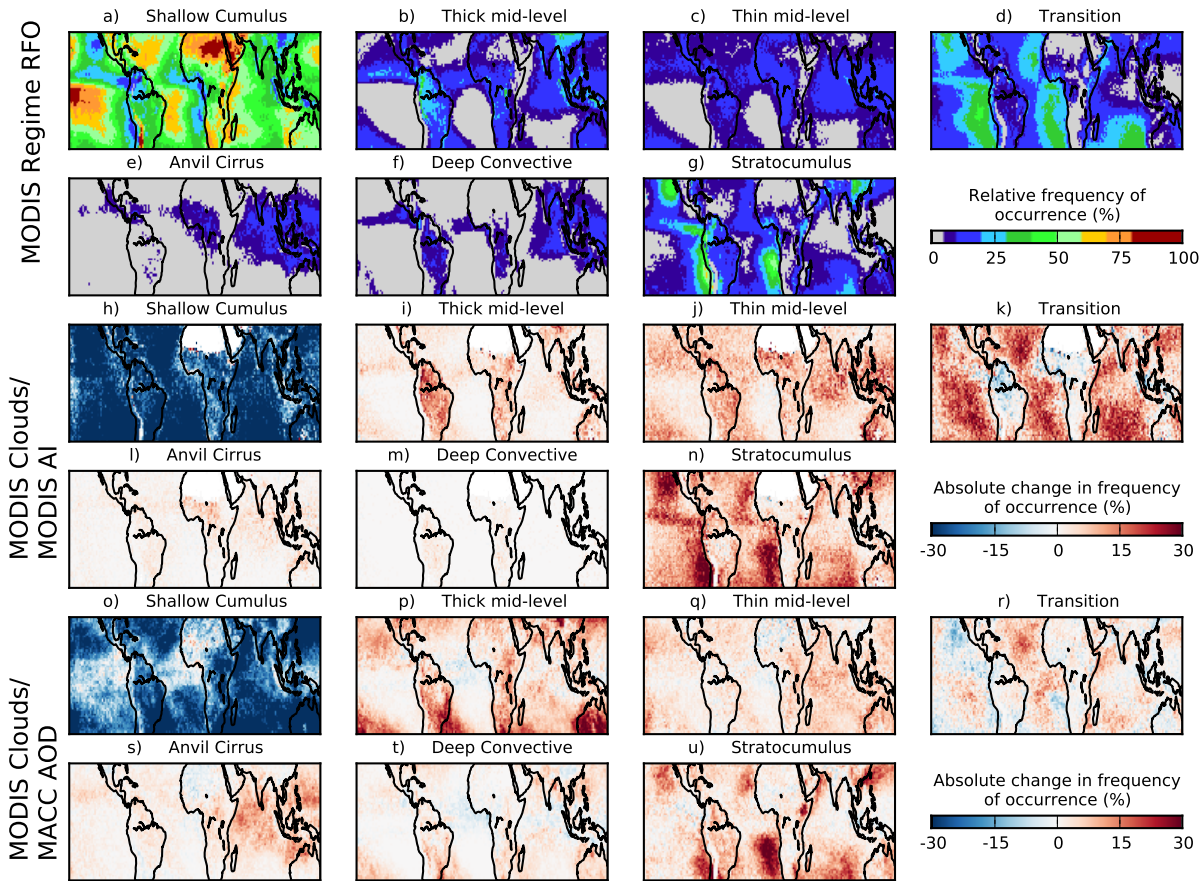 a) Shallow Cumulus
b) Thick mid-level
c) Thin mid-level
d) Transition
MODIS Regime RFO
e) Anvil Cirrus
f) Deep Convective
g) Stratocumulus
Relative frequency of
occurrence (%)
0 25 50 75 100
h) Shallow Cumulus
i) Thick mid-level
j) Thin mid-level
k) Transition
MODIS Clouds/
MODIS AI
l) Anvil Cirrus
m) Deep Convective
n) Stratocumulus
Absolute change in frequency
of occurrence (%)
-30 -15 0 15 30
o) Shallow Cumulus
p) Thick mid-level
q) Thin mid-level
r) Transition
MODIS Clouds/
MACC AOD
s) Anvil Cirrus
t) Deep Convective
u) Stratocumulus
Absolute change in frequency
of occurrence (%)
-30 -15 0 15 30